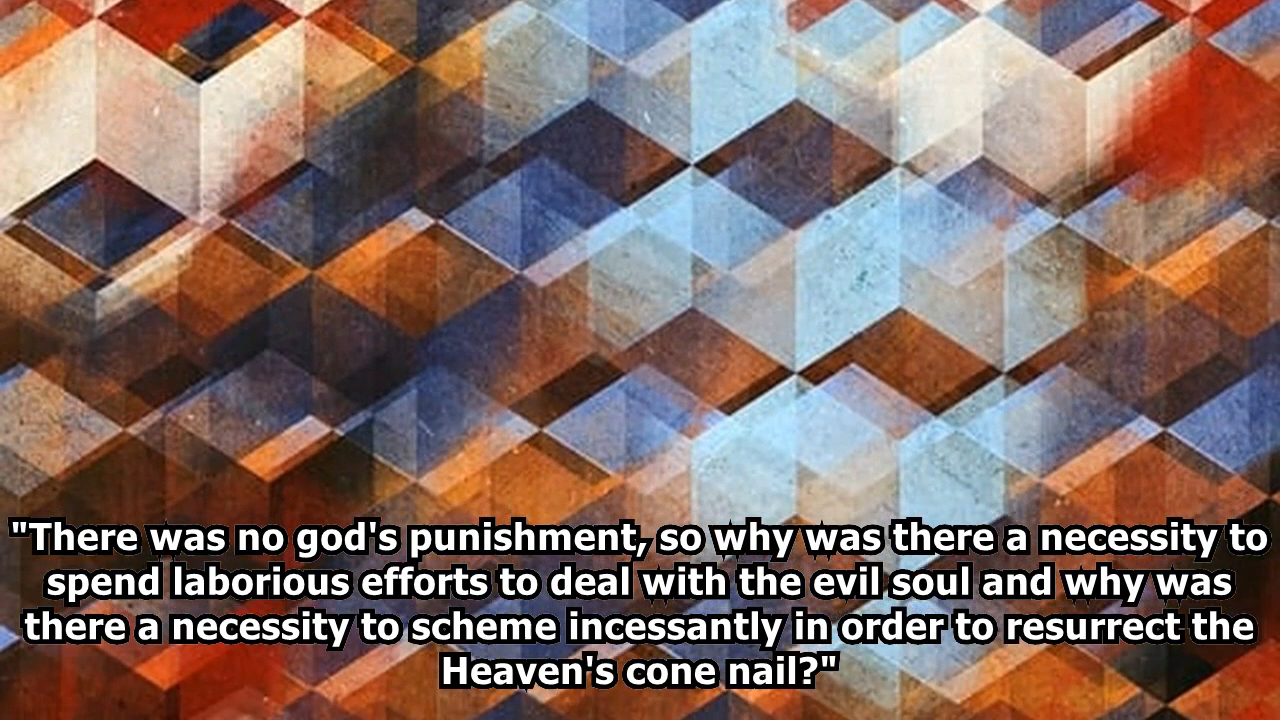 "There was no god's punishment, so why was there a necessity to
spend laborious efforts to deal with the evil soul and why was
there a necessity to scheme incessantly in order to resurrect the
Heaven's cone nail?"